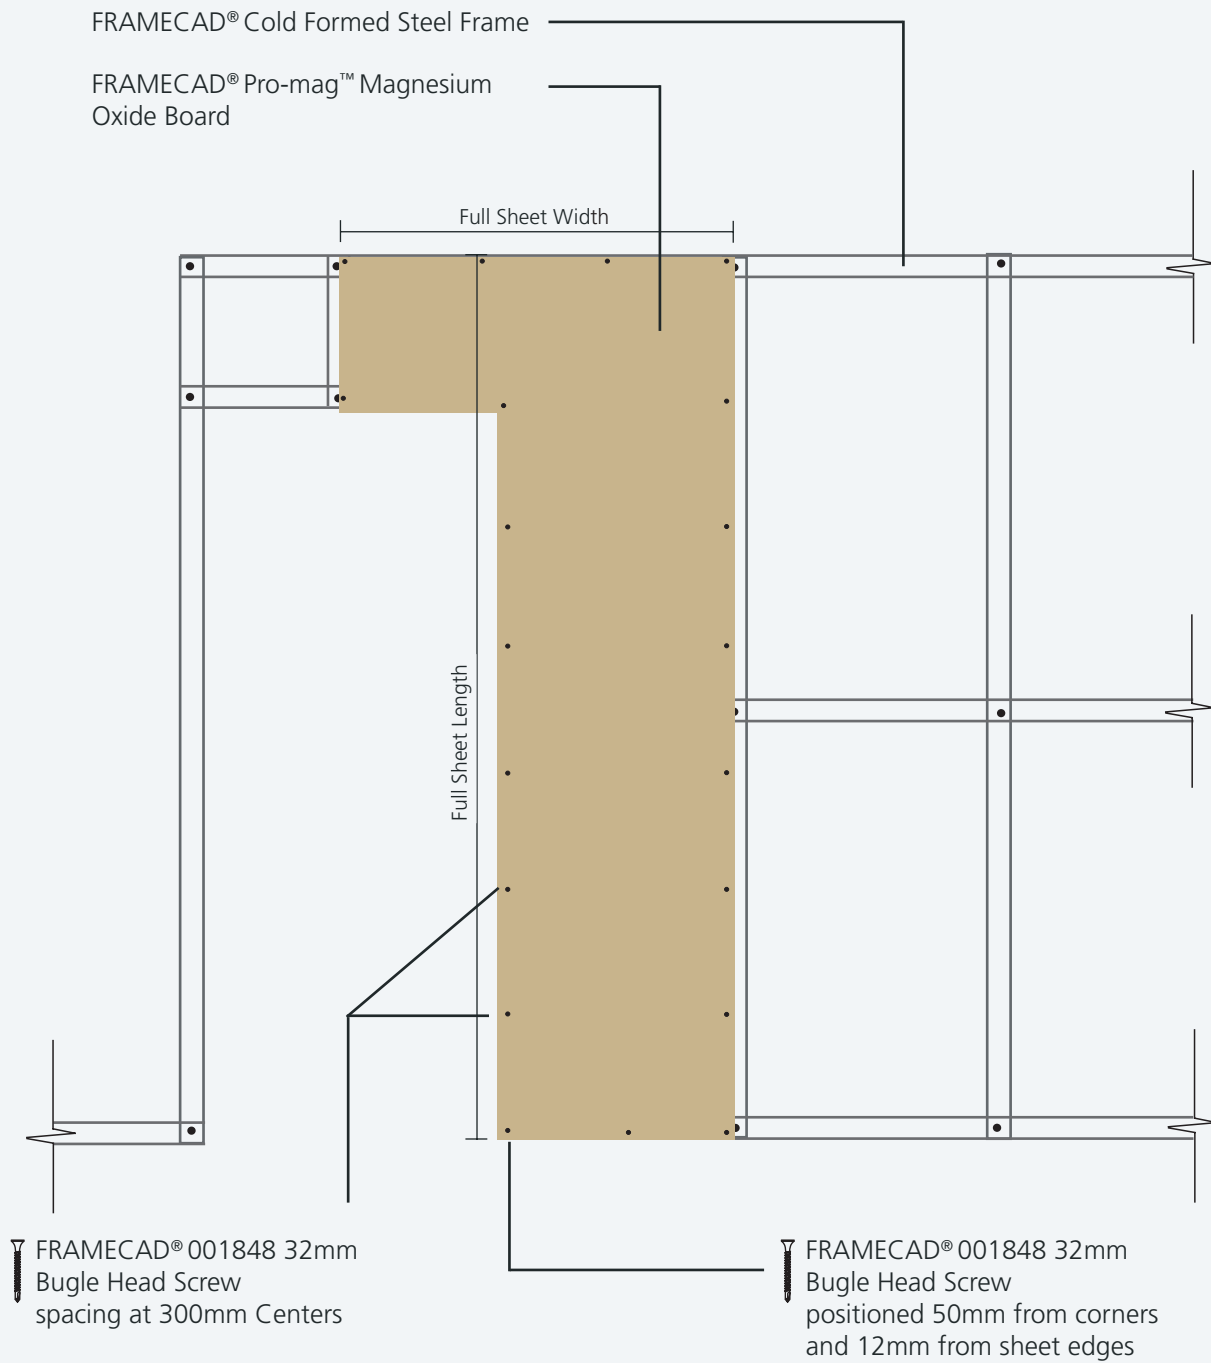 FRAMECAD® Cold Formed Steel Frame
FRAMECAD® Pro-mag™ Magnesium
Oxide Board
Full Sheet Width
Full Sheet Length
FRAMECAD® 001848 32mm
Bugle Head Screw
spacing at 300mm Centers
FRAMECAD® 001848 32mm
Bugle Head Screw
positioned 50mm from corners
and 12mm from sheet edges